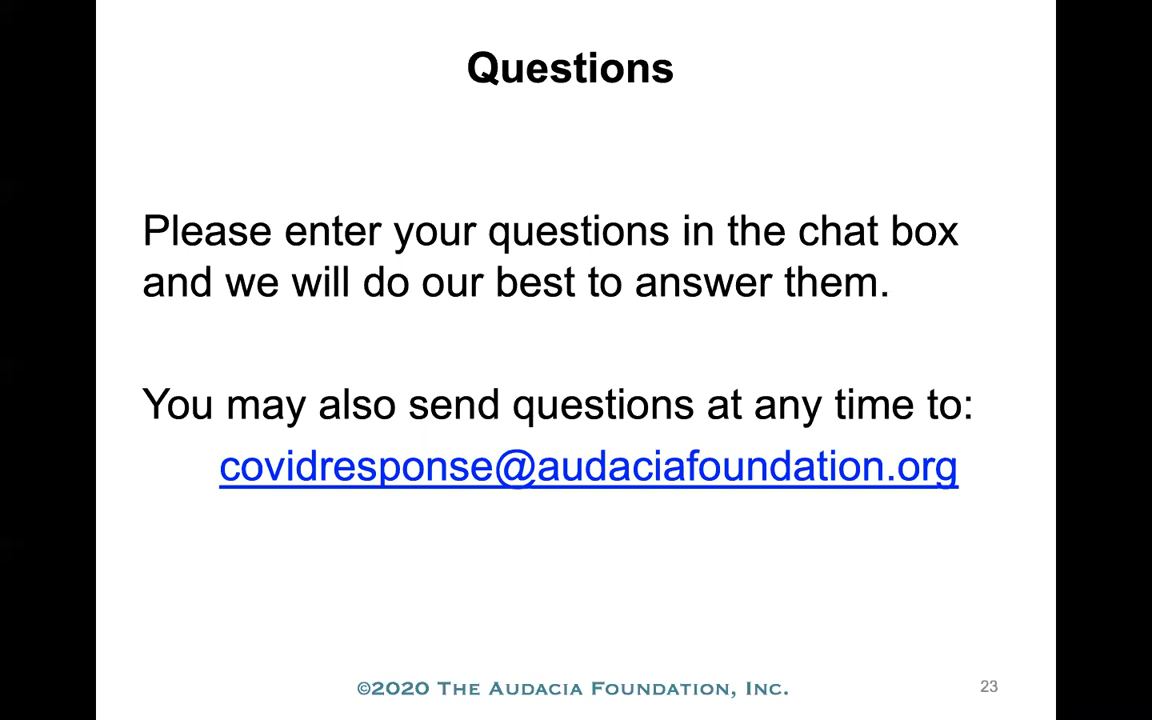 Questions
Please enter your questions in the chat box
and we will do our best to answer them.
You may also send questions at any time to:
covidresponse@audaciafoundation.org
©2020 The Audacia Foundation, Inc.
23